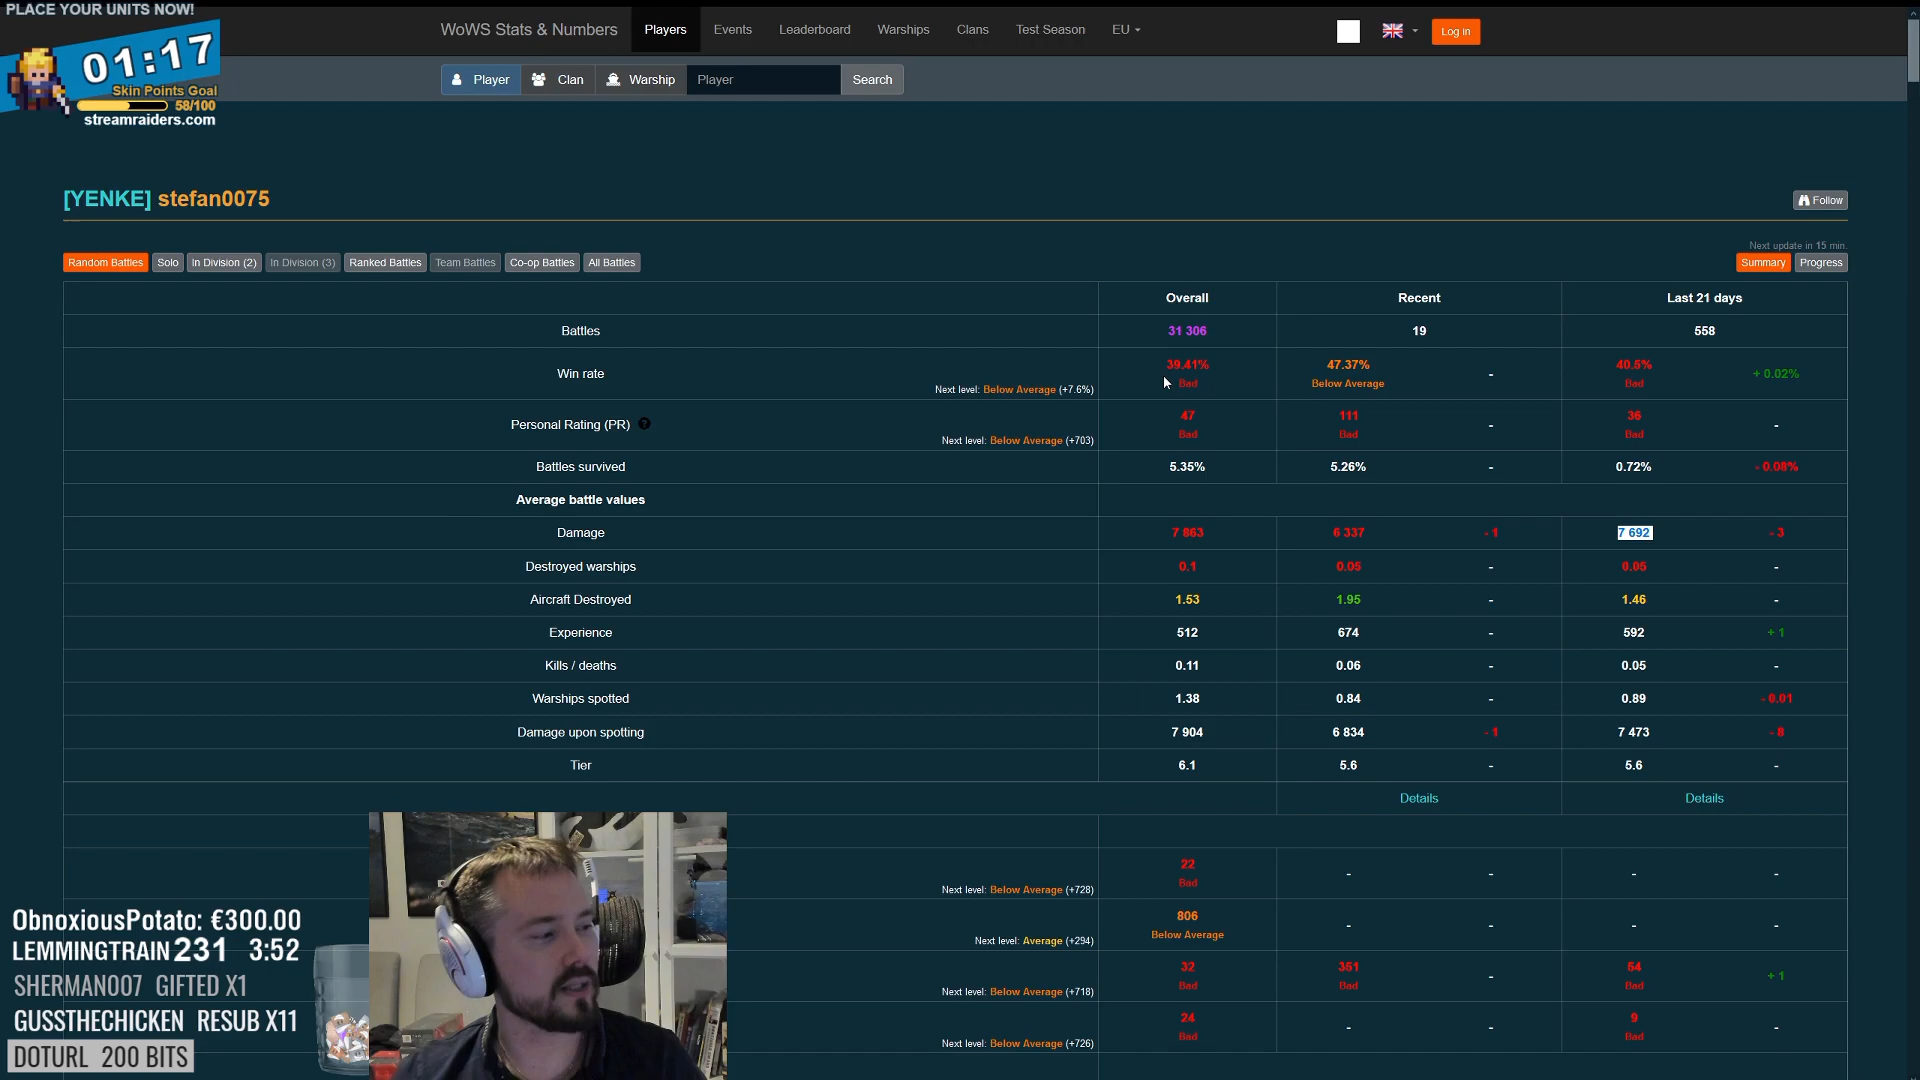 PLACE YOUR UNITS NOW!
01:17
Skin Points Goal
58/100
streamraiders.com
WoWS Stats & Numbers Players Events Leaderboard Warships Clans Test Season EU Log in
Player Clan Warship Player Search
[YENKE] stefan0075
Follow
Next update in 15 min.
Random Battles Solo In Division (2) In Division (3) Ranked Battles Team Battles Co-op Battles All Battles Summary Progress
Overall Recent Last 21 days
Battles 31 306 19 558
Win rate Next level: Below Average (+7.6%) 39.41% Bad 47.37% Below Average - 40.5% Bad + 0.02%
Personal Rating (PR) ? Next level: Below Average (+703) 47 Bad 111 Bad - 36 Bad -
Battles survived 5.35% 5.26% - 0.72% - 0.08%
Average battle values
Damage 7 863 6 337 - 1 7 692 - 3
Destroyed warships 0.1 0.05 - 0.05 -
Aircraft Destroyed 1.53 1.95 - 1.46 -
Experience 512 674 - 592 + 1
Kills / deaths 0.11 0.06 - 0.05 -
Warships spotted 1.38 0.84 - 0.89 - 0.01
Damage upon spotting 7 904 6 834 - 1 7 473 - 8
Tier 6.1 5.6 - 5.6 -
Details Details
Next level: Below Average (+728) 22 Bad - - - -
Next level: Average (+294) 806 Below Average - - - -
Next level: Below Average (+718) 32 Bad 351 Bad - 54 Bad + 1
Next level: Below Average (+726) 24 Bad - - 9 Bad -
ObnoxiousPotato: €300.00
LEMMINGTRAIN 231 3:52
SHERMAN007 GIFTED X1
GUSSTHECHICKEN RESUB X11
DOTURL 200 BITS